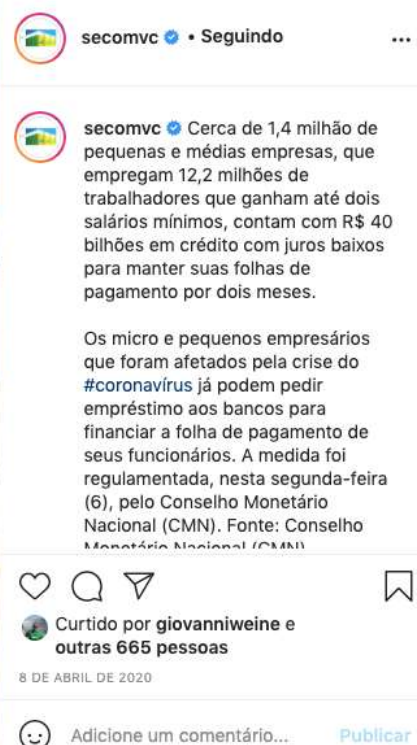 secomvc • Seguindo
secomvc Cerca de 1,4 milhão de
pequenas e médias empresas, que
empregam 12,2 milhões de
trabalhadores que ganham até dois
salários mínimos, contam com R$ 40
bilhões em crédito com juros baixos
para manter suas folhas de
pagamento por dois meses.
Os micro e pequenos empresários
que foram afetados pela crise do
#coronavírus já podem pedir
empréstimo aos bancos para
financiar a folha de pagamento de
seus funcionários. A medida foi
regulamentada, nesta segunda-feira
(6), pelo Conselho Monetário
Nacional (CMN). Fonte: Conselho
Monetário Nacional (CMN)
Curtido por giovanniweine e
outras 665 pessoas
8 DE ABRIL DE 2020
Adicione um comentário... Publicar